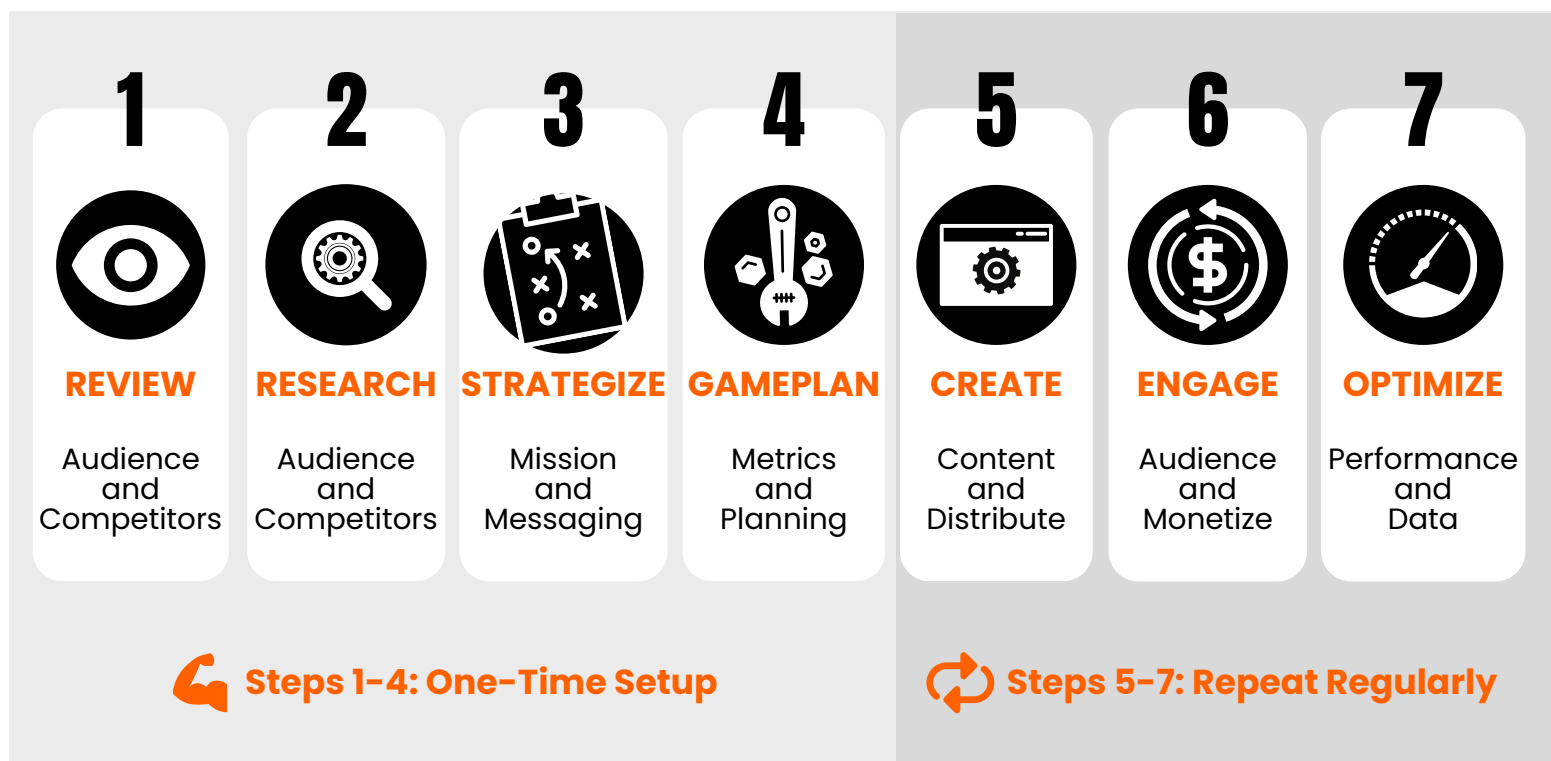 1
REVIEW
Audience
and
Competitors
2
RESEARCH
Audience
and
Competitors
3
STRATEGIZE
Mission
and
Messaging
4
GAMEPLAN
Metrics
and
Planning
5
CREATE
Content
and
Distribute
6
$
ENGAGE
Audience
and
Monetize
7
OPTIMIZE
Performance
and
Data
Steps 1-4: One-Time Setup
Steps 5-7: Repeat Regularly